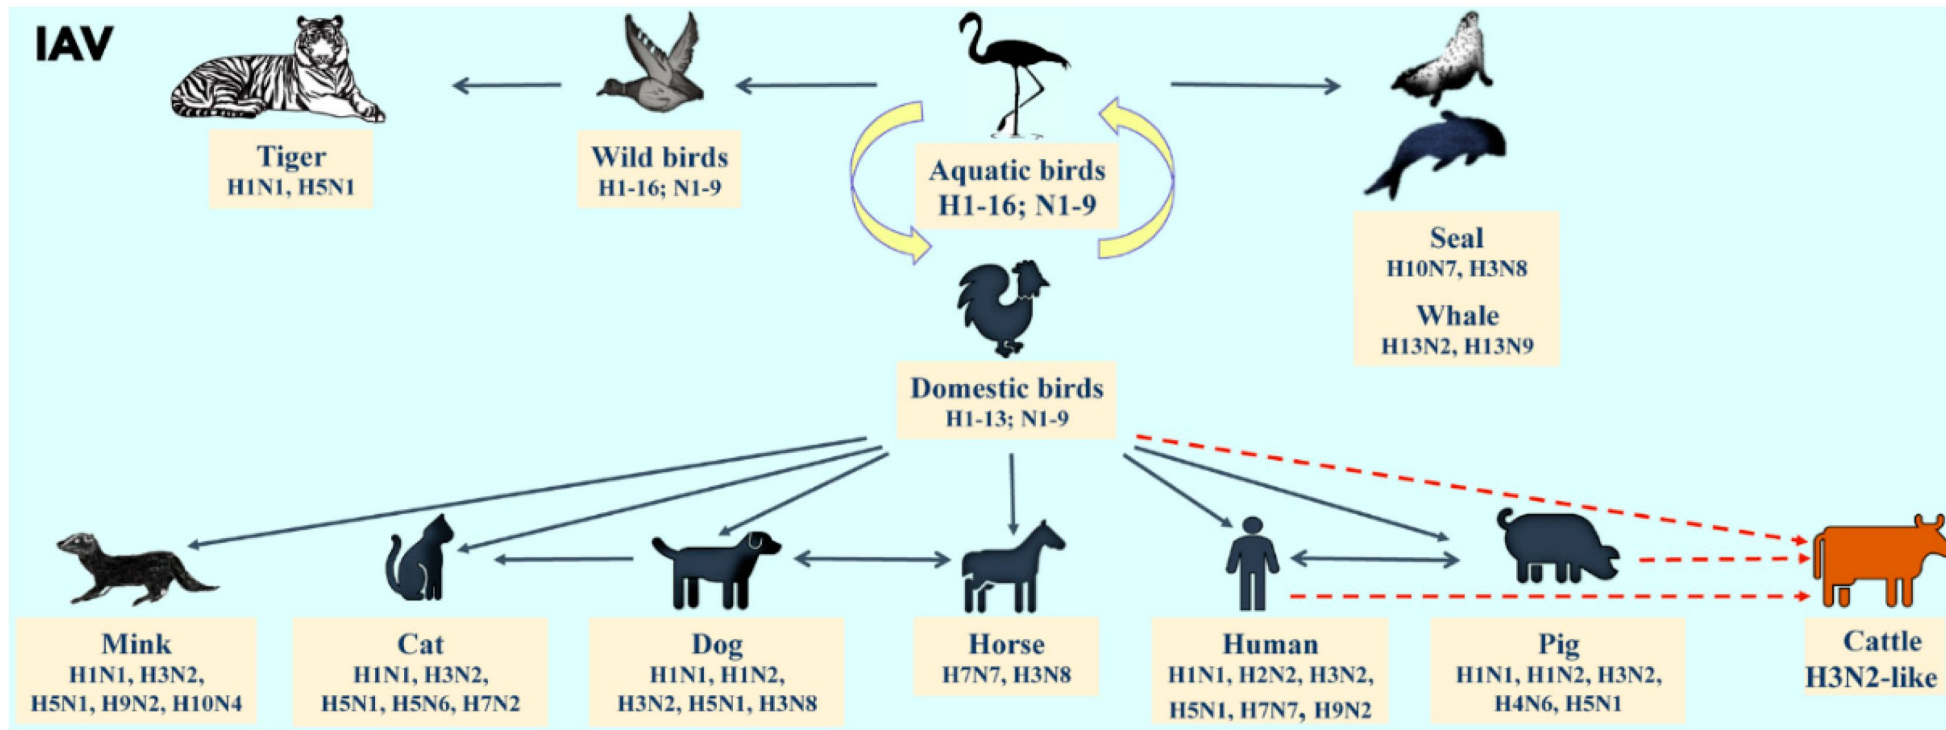 IAV
Tiger
H1N1, H5N1
Wild birds
H1-16; N1-9
Aquatic birds
H1-16; N1-9
Seal
H10N7, H3N8
Whale
H13N2, H13N9
Domestic birds
H1-13; N1-9
Mink
H1N1, H3N2,
H5N1, H9N2, H10N4
Cat
H1N1, H3N2,
H5N1, H5N6, H7N2
Dog
H1N1, H1N2,
H3N2, H5N1, H3N8
Horse
H7N7, H3N8
Human
H1N1, H2N2, H3N2,
H5N1, H7N7, H9N2
Pig
H1N1, H1N2, H3N2,
H4N6, H5N1
Cattle
H3N2-like